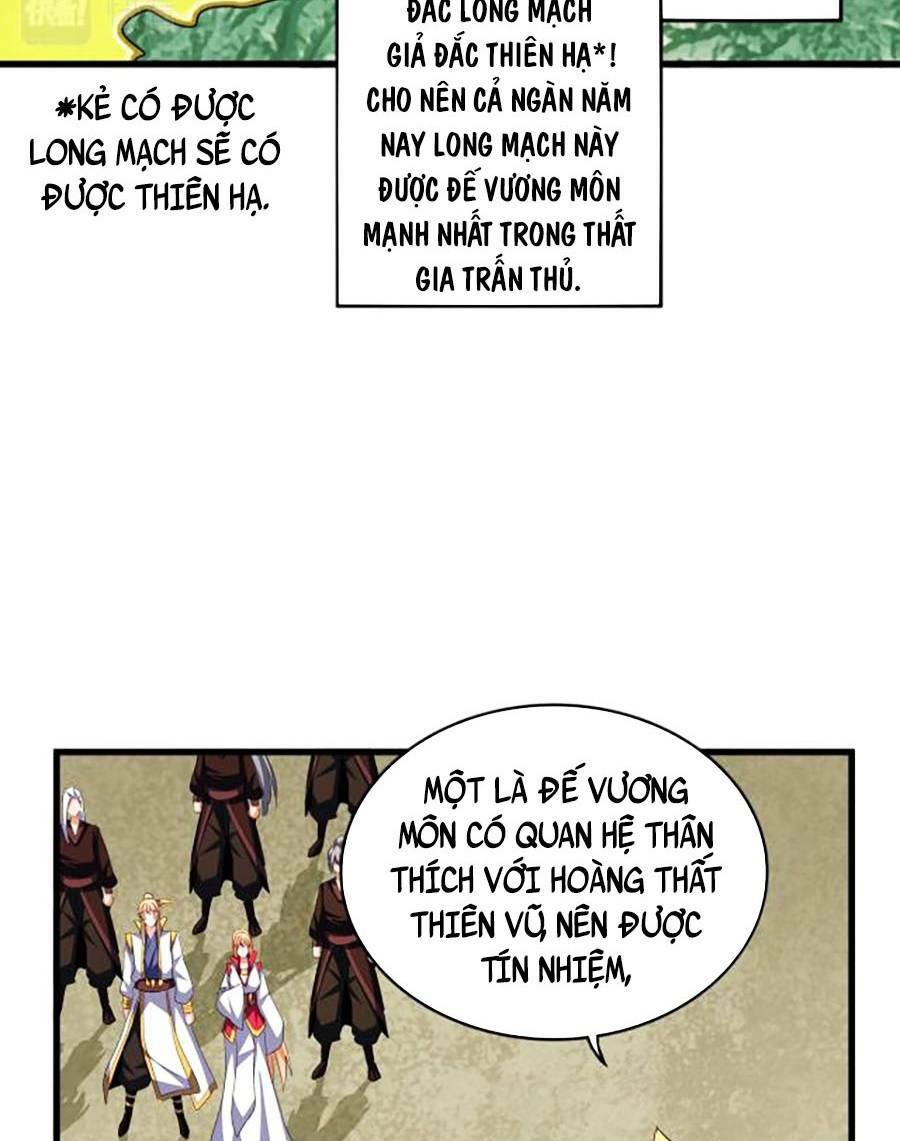 ĐẮC LONG MẠCH
GIẢ ĐẮC THIÊN HẠ*!
CHO NÊN CẢ NGÀN NĂM
NAY LONG MẠCH NÀY
ĐƯỢC ĐẾ VƯƠNG MÔN
MẠNH NHẤT TRONG THẤT
GIA TRẤN THỦ.
*KẺ CÓ ĐƯỢC
LONG MẠCH SẼ CÓ
ĐƯỢC THIÊN HẠ.
MỘT LÀ ĐẾ VƯƠNG
MÔN CÓ QUAN HỆ THÂN
THÍCH VỚI HOÀNG THẤT
THIÊN VŨ, NÊN ĐƯỢC
TÍN NHIỆM,